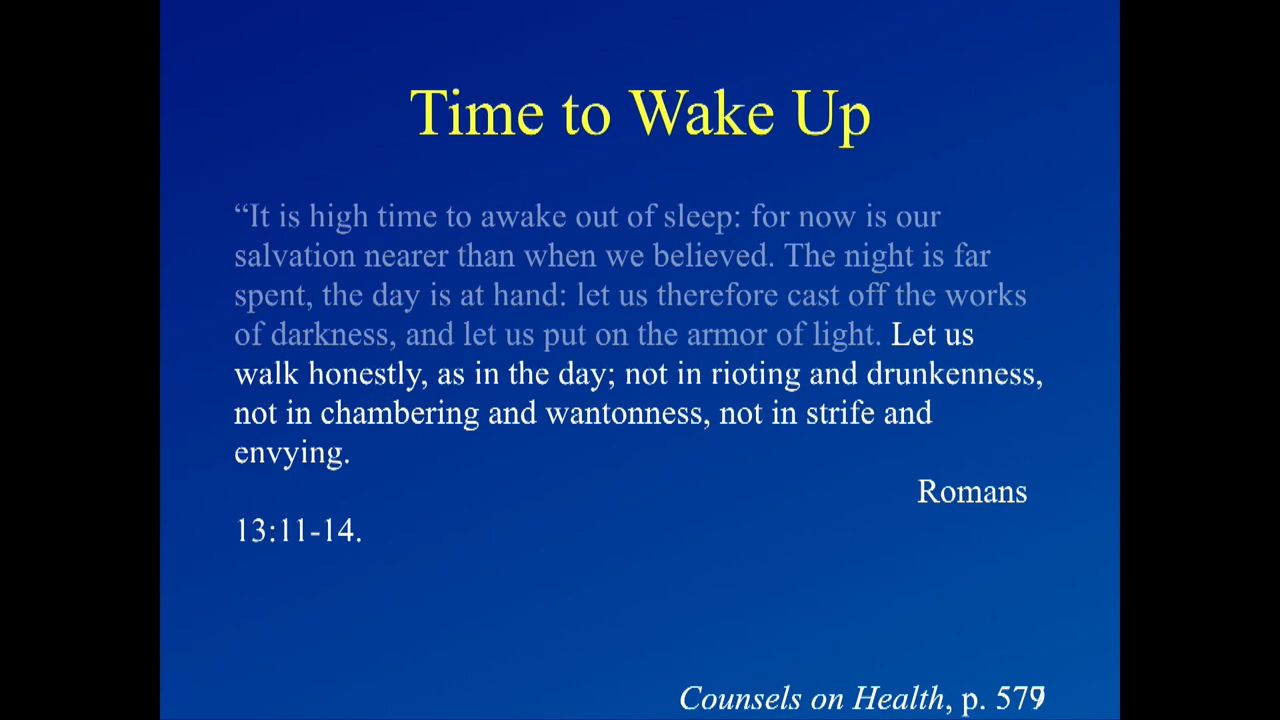 Time to Wake Up
“It is high time to awake out of sleep: for now is our
salvation nearer than when we believed. The night is far
spent, the day is at hand: let us therefore cast off the works
of darkness, and let us put on the armor of light. Let us
walk honestly, as in the day; not in rioting and drunkenness,
not in chambering and wantonness, not in strife and
envying.
Romans
13:11-14.
Counsels on Health, p.